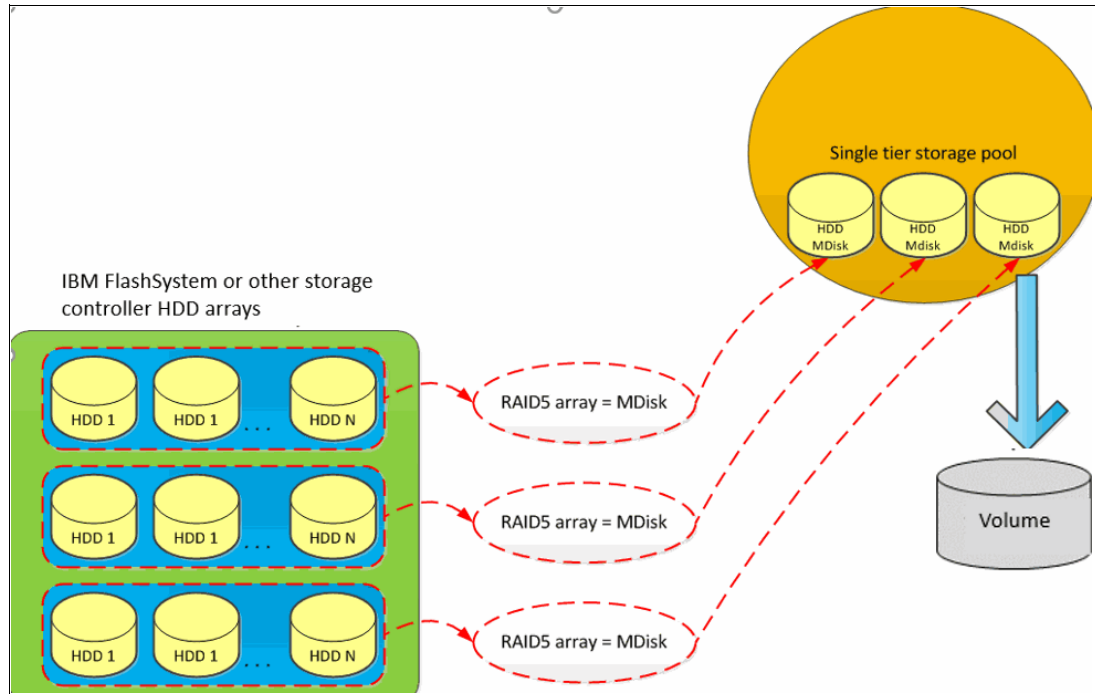 Single tier storage pool
HDD
MDisk
HDD
Mdisk
HDD
Mdisk
IBM FlashSystem or other storage
controller HDD arrays
HDD 1
HDD 1
...
HDD N
RAID5 array = MDisk
HDD 1
HDD 1
...
HDD N
RAID5 array = MDisk
Volume
HDD 1
HDD 1
...
HDD N
RAID5 array = MDisk